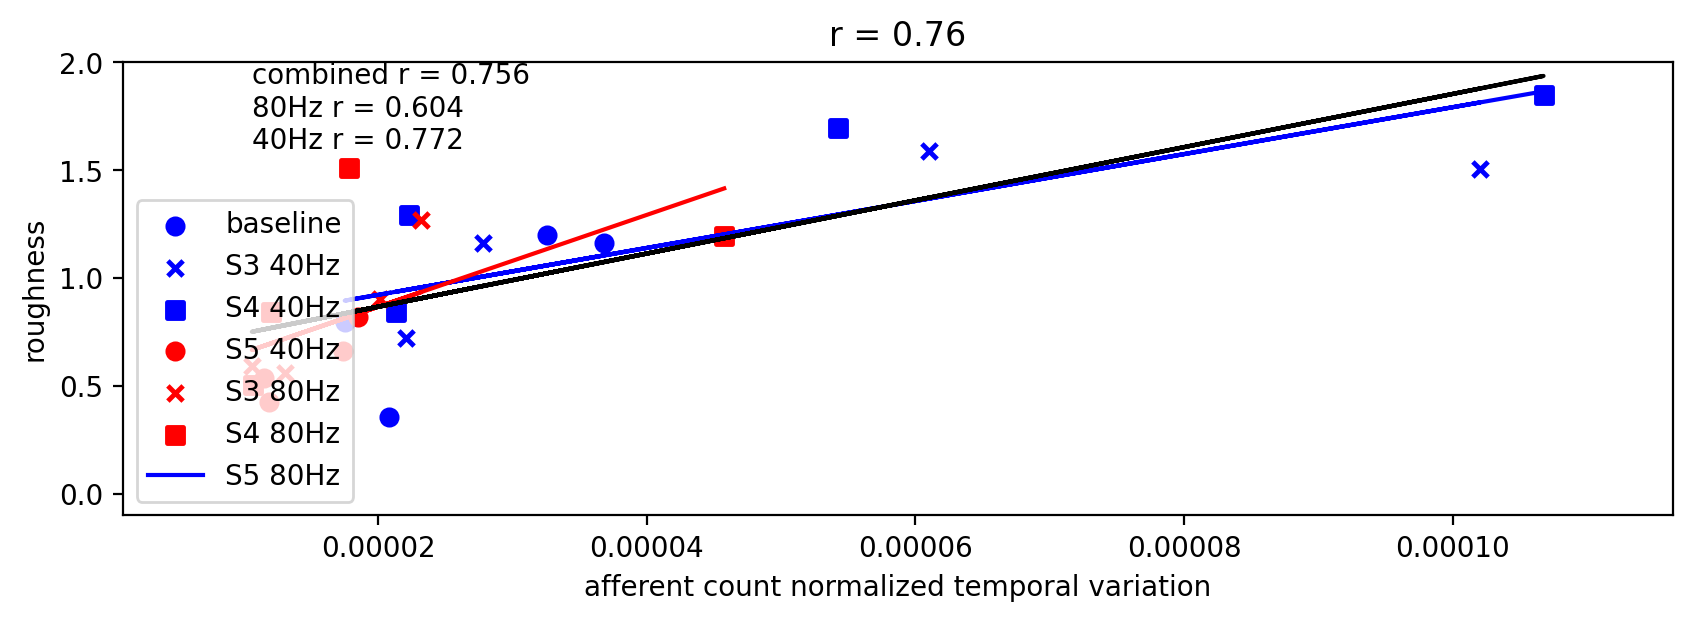 r = 0.76
combined r = 0.756
80Hz r = 0.604
40Hz r = 0.772
2.0
1.5
1.0
0.5
0.0
roughness
baseline
S3 40Hz
S4 40Hz
S5 40Hz
S3 80Hz
S4 80Hz
S5 80Hz
0.00002 0.00004 0.00006 0.00008 0.00010
afferent count normalized temporal variation